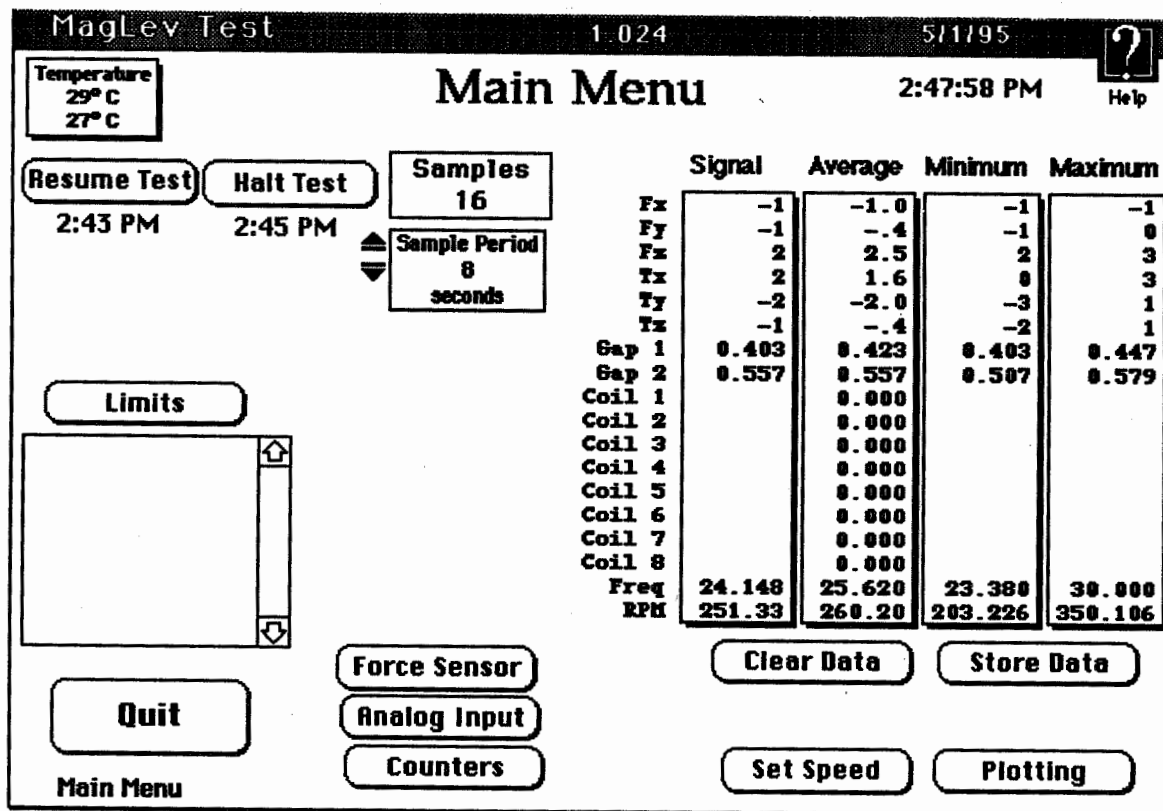 MagLev Test 1.024 5/1/95
?
Help
Temperature
29° C
27° C
Main Menu
2:47:58 PM
Resume Test
2:43 PM
Halt Test
2:45 PM
Samples
16
Sample Period
8
seconds
Signal Average Minimum Maximum
Fx -1 -1.0 -1 -1
Fy -1 -.4 -1 0
Fz 2 2.5 2 3
Tx 2 1.6 0 3
Ty -2 -2.0 -3 1
Tz -1 -.4 -2 1
Gap 1 0.403 0.423 0.403 0.447
Gap 2 0.557 0.557 0.507 0.579
Coil 1 0.000
Coil 2 0.000
Coil 3 0.000
Coil 4 0.000
Coil 5 0.000
Coil 6 0.000
Coil 7 0.000
Coil 8 0.000
Freq 24.148 25.620 23.380 30.000
RPM 251.33 260.20 203.226 350.106
Limits
Clear Data
Store Data
Force Sensor
Analog Input
Counters
Quit
Set Speed
Plotting
Main Menu